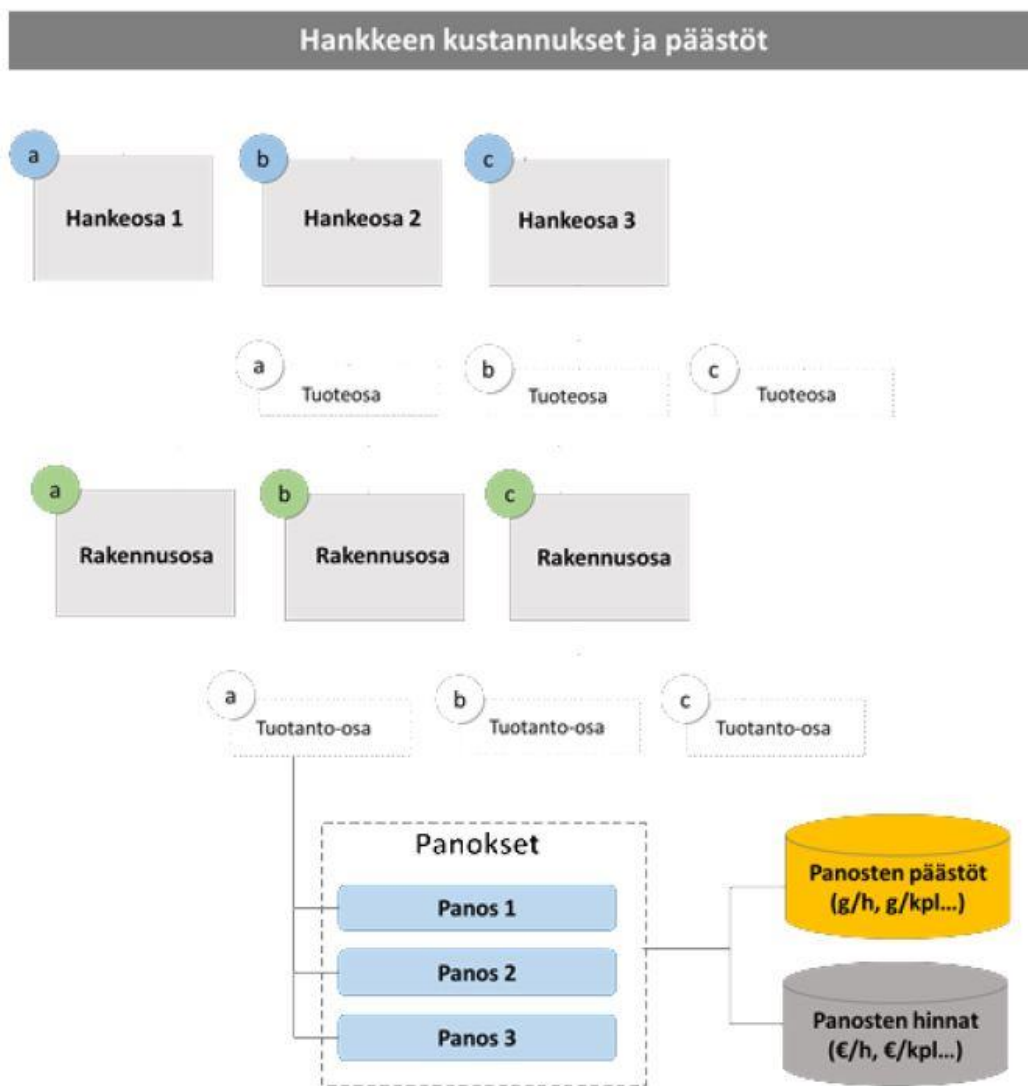 Hankkeen kustannukset ja päästöt
a
b
c
Hankeosa 1
Hankeosa 2
Hankeosa 3
a
b
c
Tuoteosa
Tuoteosa
Tuoteosa
a
b
c
Rakennusosa
Rakennusosa
Rakennusosa
a
b
c
Tuotanto-osa
Tuotanto-osa
Tuotanto-osa
Panokset
Panos 1
Panos 2
Panos 3
Panosten päästöt
(g/h, g/kpl...)
Panosten hinnat
(€/h, €/kpl...)